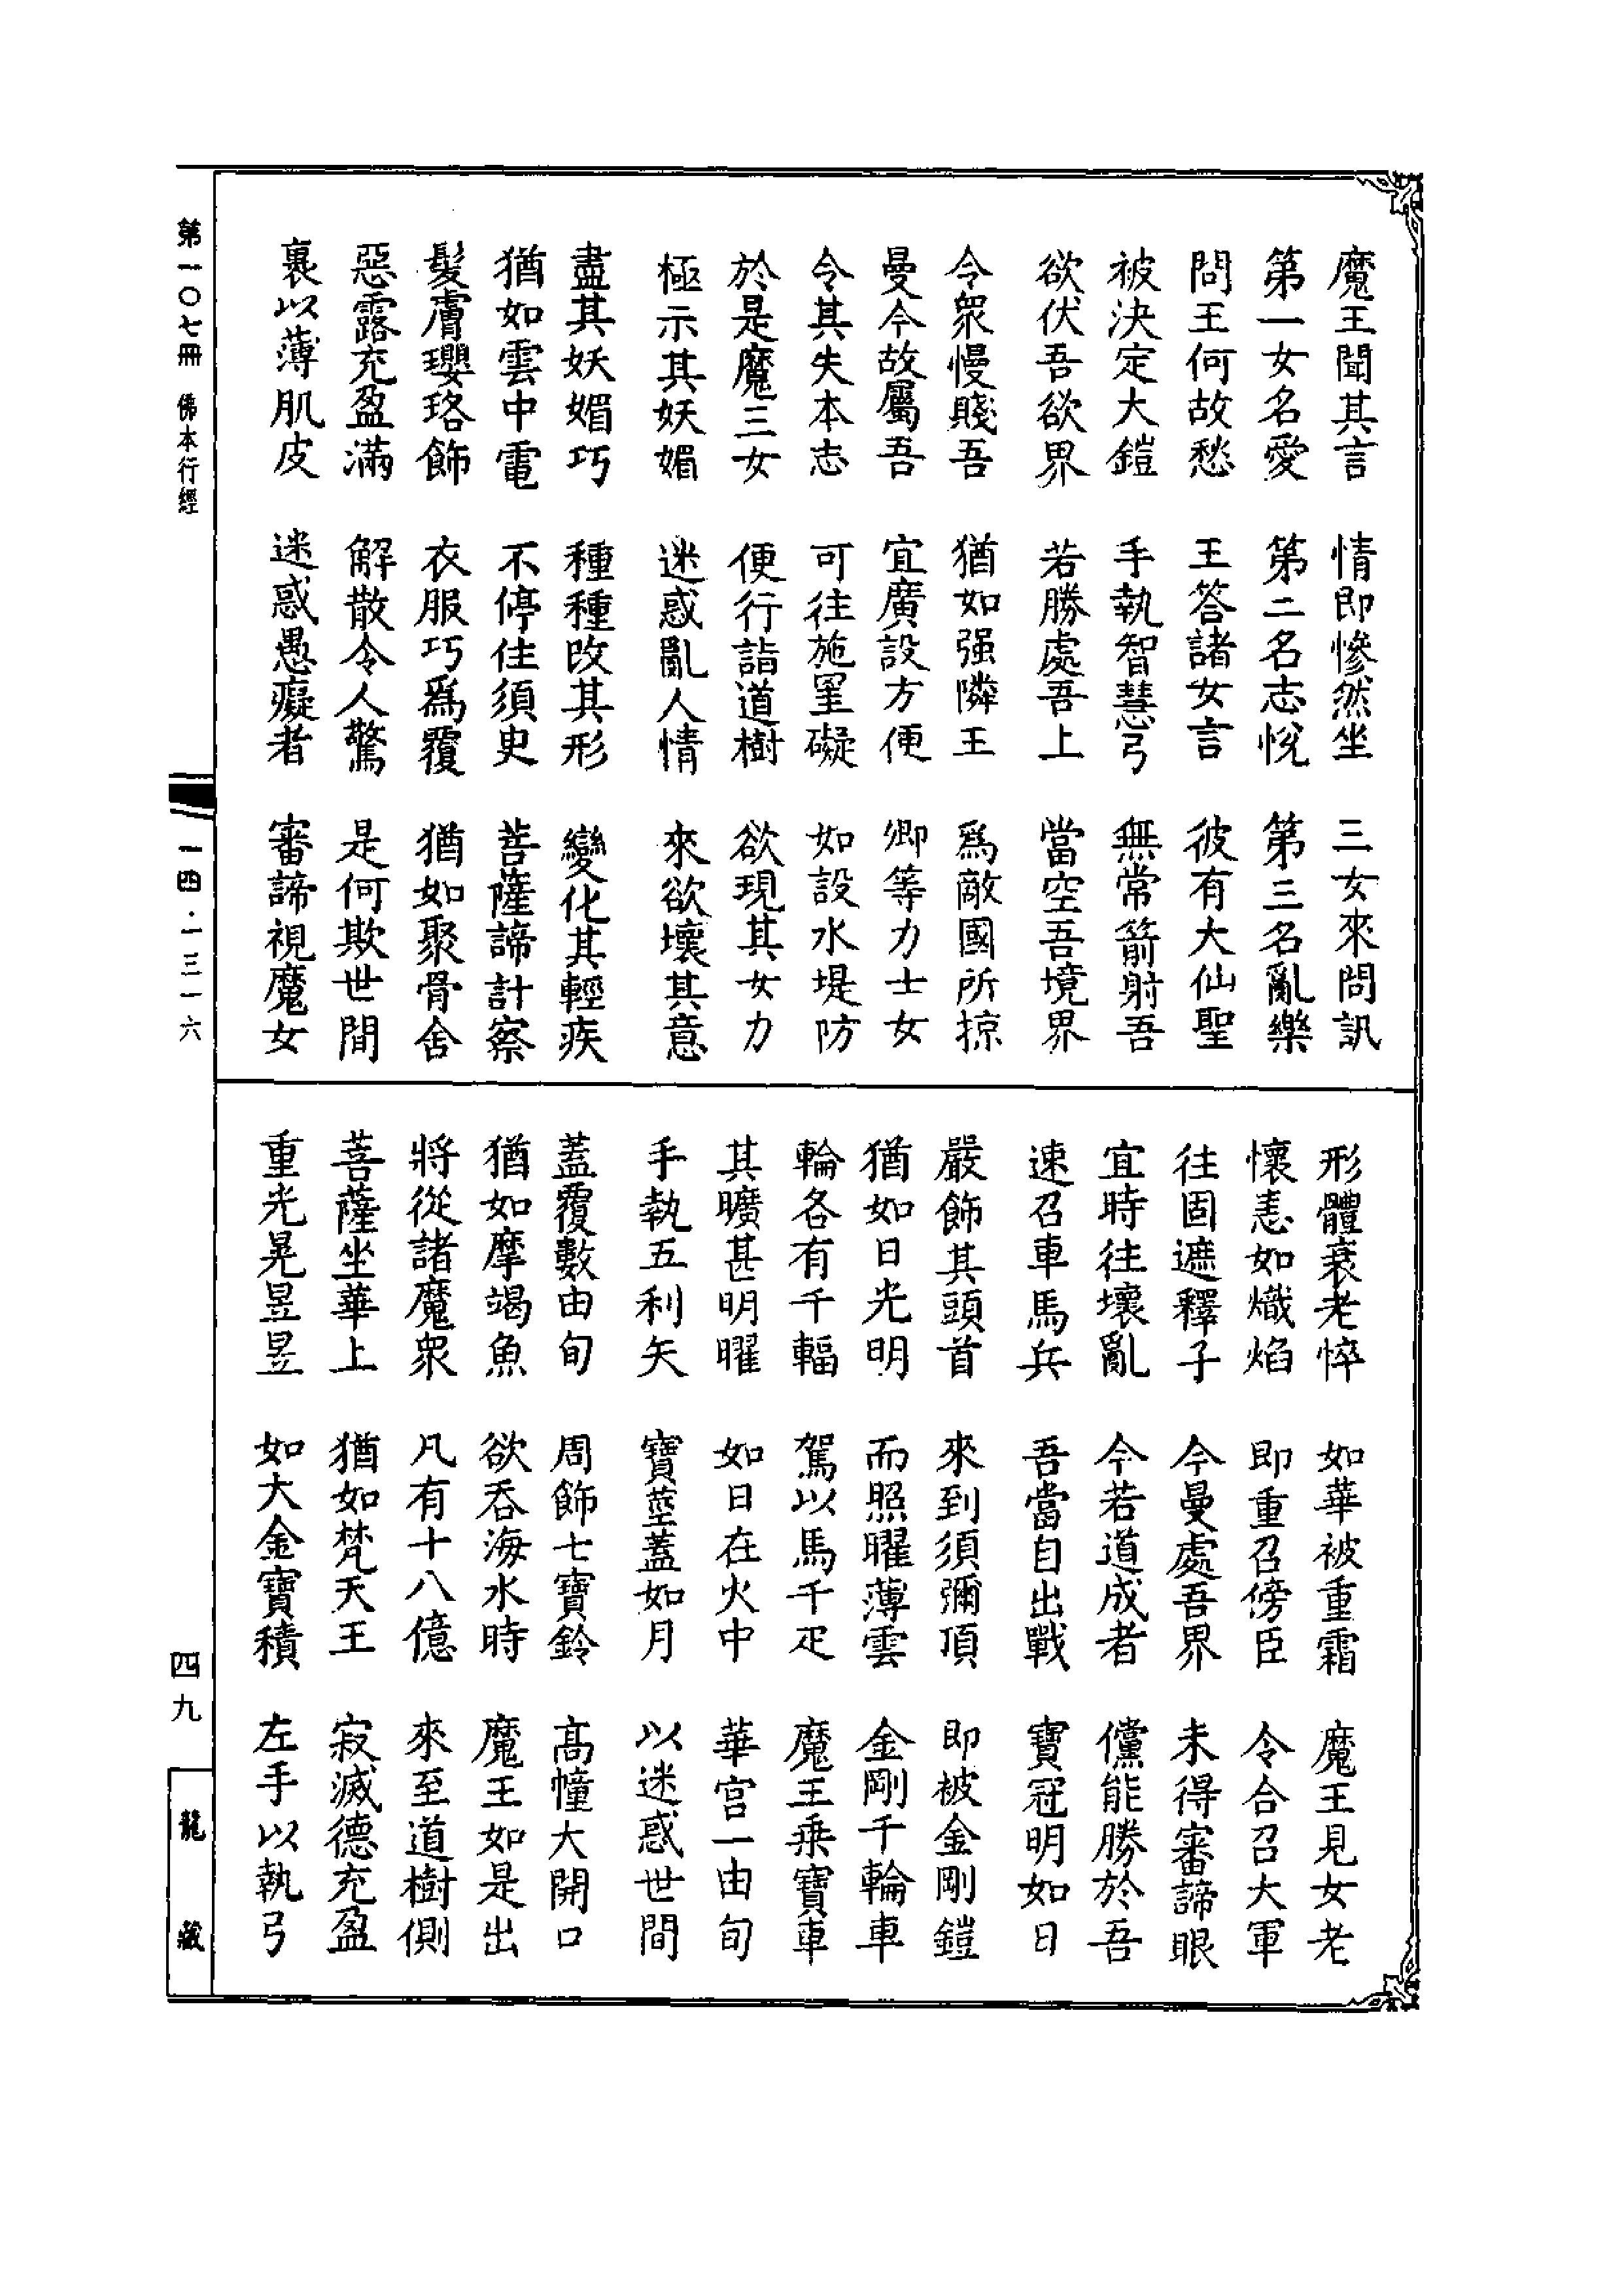 魔王聞其言　情即慘然坐　三女來問訊
第一女名愛　第二名志悅　第三名亂樂
問王何故愁　王答諸女言　彼有大仙聖
被決定大鎧　手執智慧弓　無常箭射吾
欲伏吾欲界　若勝處吾上　當空吾境界
令衆慢賤吾　猶如强隣王　爲敵國所掠
曼今故屬吾　宜廣設方便　卿等力士女
令其失本志　可往施罣礙　如設水堤防
於是魔三女　便行詣道樹　欲現其女力
極示其妖媚　迷惑亂人情　來欲壞其意
盡其妖媚巧　種種改其形　變化其輕疾
猶如雲中電　不停住須臾　菩薩諦計察
髮膚瓔珞飾　衣服巧爲覆　猶如聚骨舍
惡露充盈滿　解散令人驚　是何欺世間
裹以薄肌皮　迷惑愚癡者　審諦視魔女
形體衰老悴　如華被重霜　魔王見女老
懷恚如熾焰　即重召傍臣　令合召大軍
往固遮釋子　今曼處吾界　未得審諦眼
宜時往壞亂　今若道成者　儻能勝於吾
速召車馬兵　吾當自出戰　寶冠明如日
嚴飾其頭首　來到須彌頂　即被金剛鎧
猶如日光明　而照曜薄雲　金剛千輪車
輪各有千輻　駕以馬千疋　魔王乘寶車
其曠甚明曜　如日在火中　華宮一由旬
手執五利矢　寶莖蓋如月　以迷惑世間
蓋覆數由旬　周飾七寶鈴　高幢大開口
猶如摩竭魚　欲吞海水時　魔王如是出
將從諸魔衆　凡有十八億　來至道樹側
菩薩坐華上　猶如梵天王　寂滅德充盈
重光晃昱昱　如大金寶積　左手以執弓
第一〇七冊　佛本行經
一四·一三一六
四九
龍藏